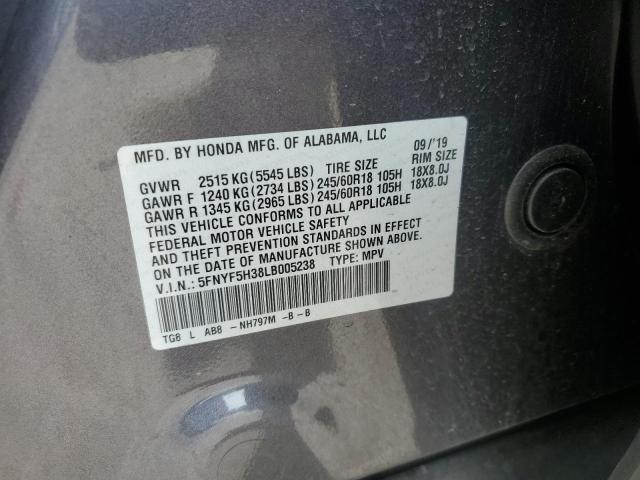 MFD. BY HONDA MFG. OF ALABAMA, LLC 09/'19
GVWR 2515 KG(5545 LBS) TIRE SIZE RIM SIZE
GAWR F 1240 KG(2734 LBS) 245/60R18 105H 18X8.0J
GAWR R 1345 KG(2965 LBS) 245/60R18 105H 18X8.0J
THIS VEHICLE CONFORMS TO ALL APPLICABLE
FEDERAL MOTOR VEHICLE SAFETY
AND THEFT PREVENTION STANDARDS IN EFFECT
ON THE DATE OF MANUFACTURE SHOWN ABOVE.
V.I.N.: 5FNYF5H38LB005238 TYPE: MPV
TG8 L AB8 -NH797M -B-B